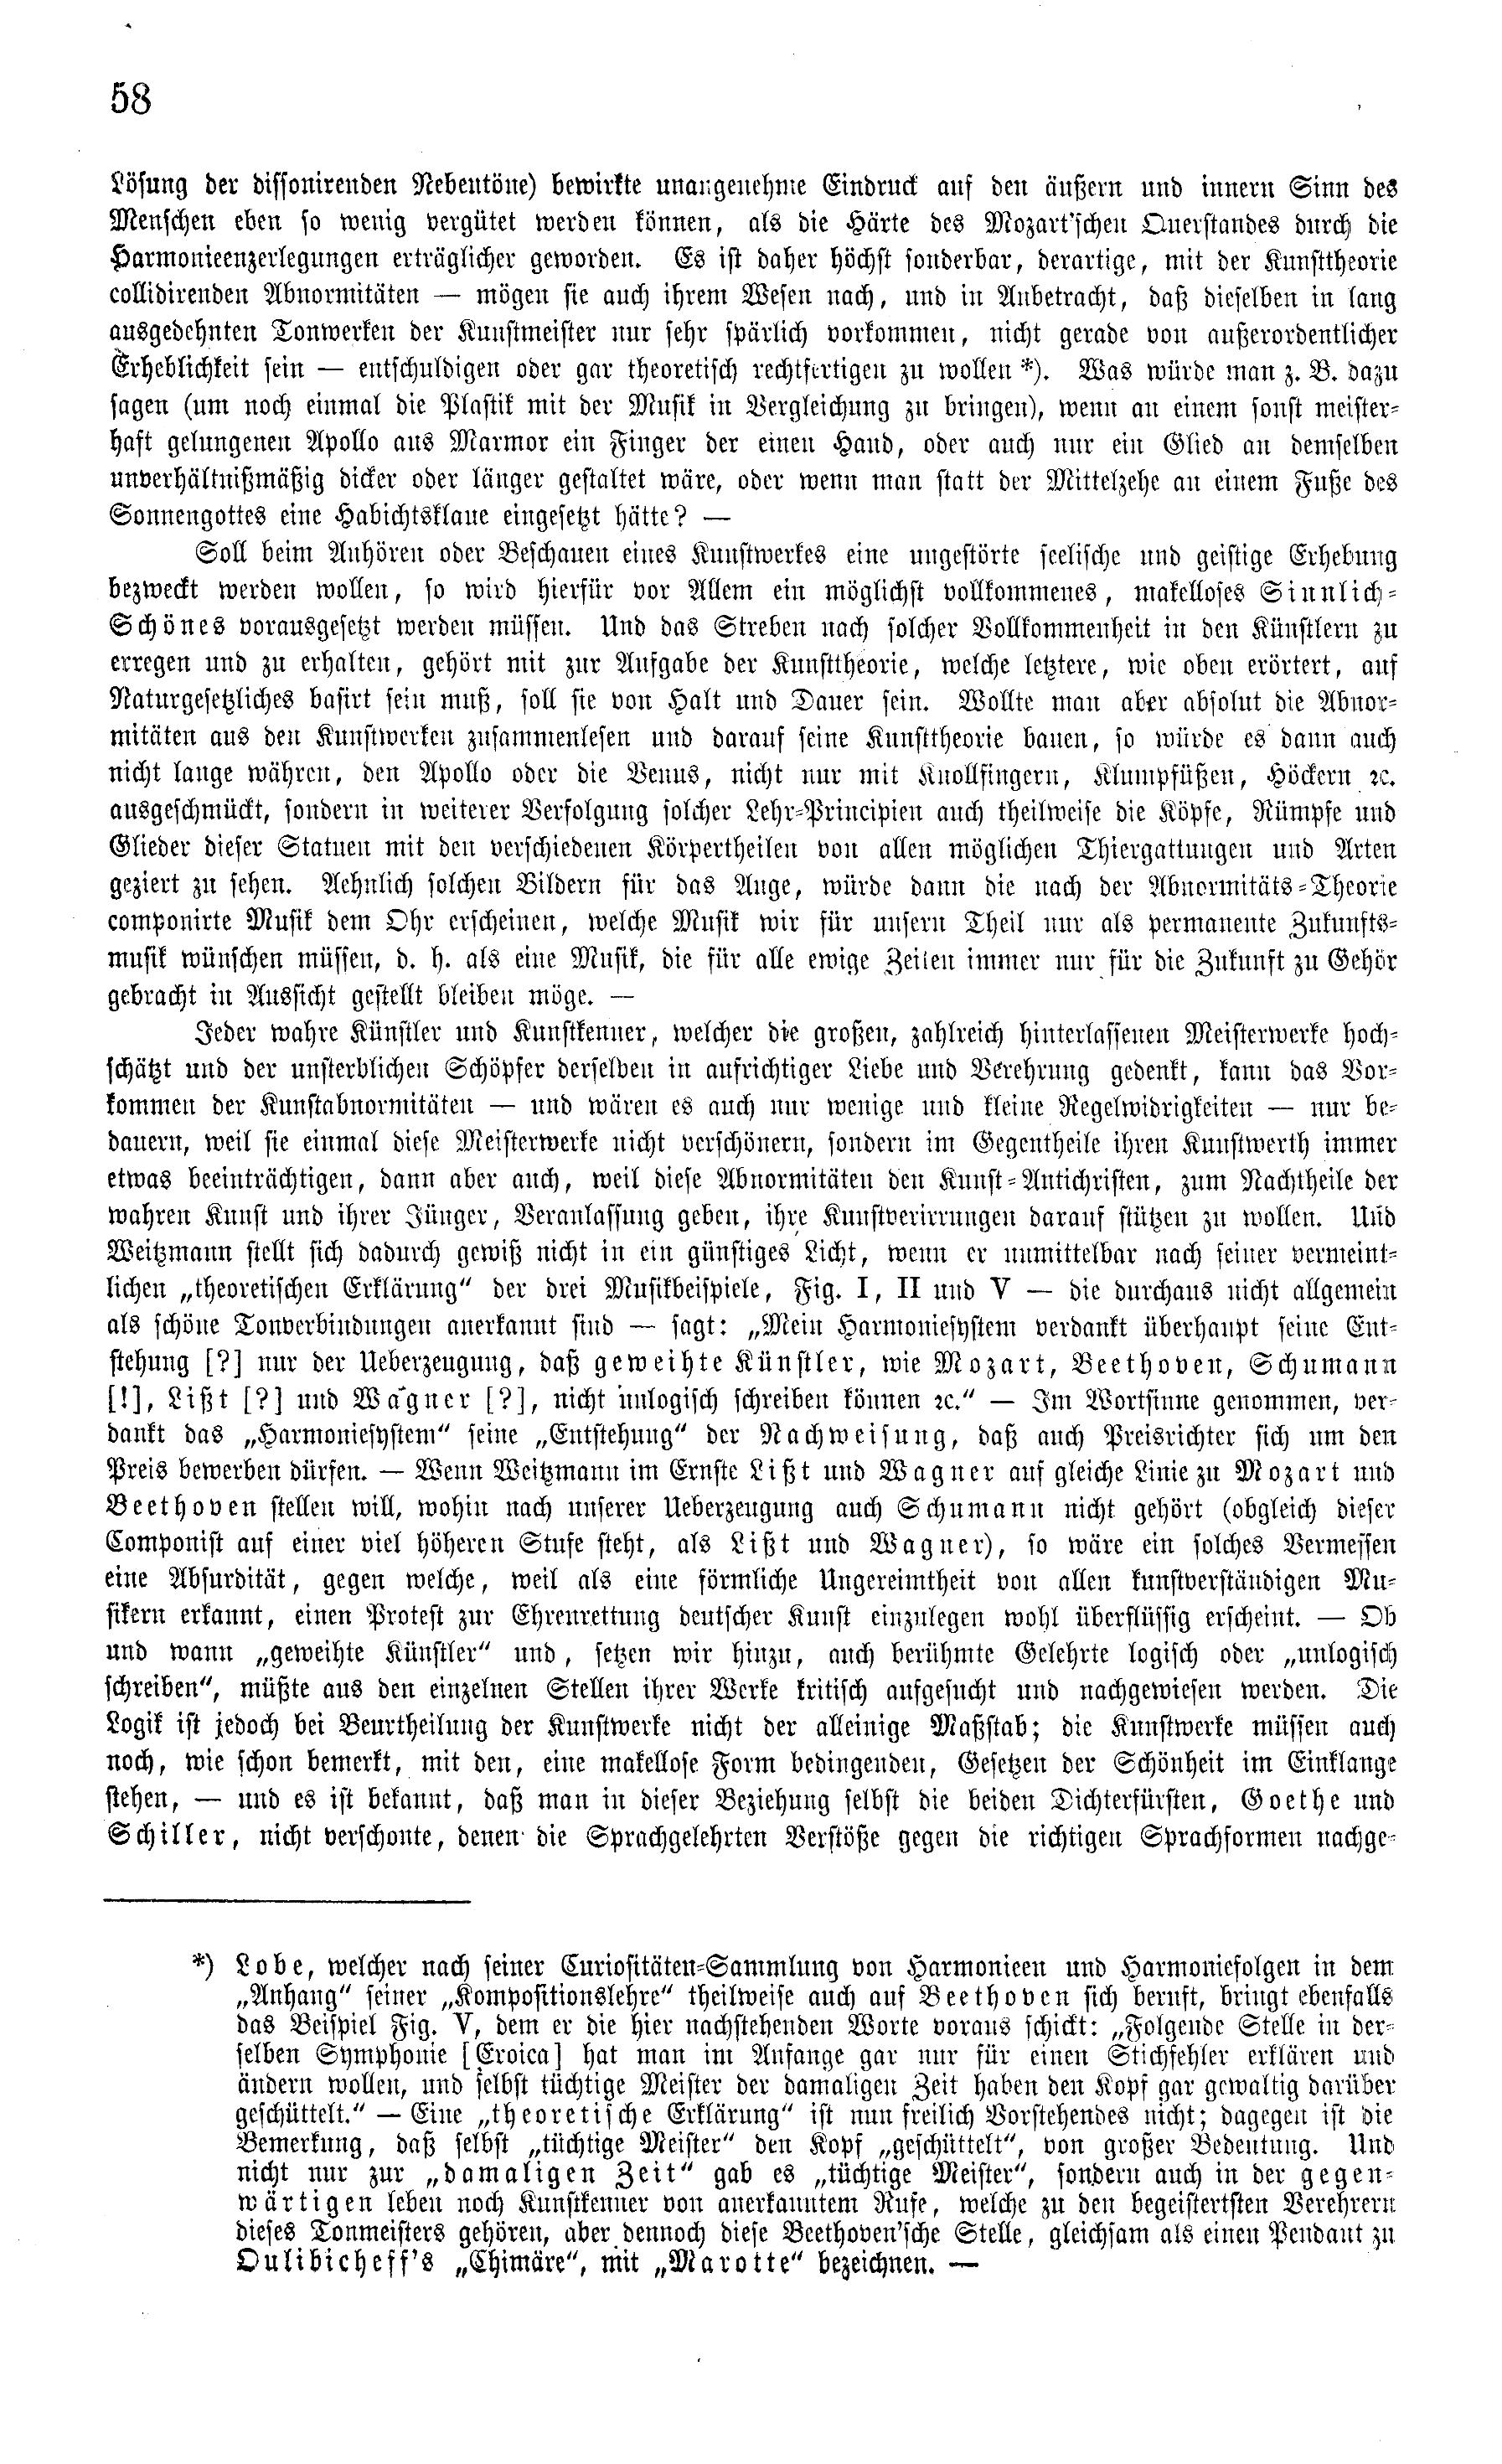 58
Lösung der dissonirenden Nebentöne) bewirkte unangenehme Eindruck auf den äußern und innern Sinn des
Menschen eben so wenig vergütet werden können, als die Härte des Mozart'schen Querstandes durch die
Harmonieenzerlegungen erträglicher geworden. Es ist daher höchst sonderbar, derartige, mit der Kunsttheorie
collidirenden Abnormitäten — mögen sie auch ihrem Wesen nach, und in Anbetracht, daß dieselben in lang
ausgedehnten Tonwerken der Kunstmeister nur sehr spärlich vorkommen, nicht gerade von außerordentlicher
Erheblichkeit sein — entschuldigen oder gar theoretisch rechtfertigen zu wollen *). Was würde man z. B. dazu
sagen (um noch einmal die Plastik mit der Musik in Vergleichung zu bringen), wenn an einem sonst meister-
haft gelungenen Apollo aus Marmor ein Finger der einen Hand, oder auch nur ein Glied an demselben
unverhältnißmäßig dicker oder länger gestaltet wäre, oder wenn man statt der Mittelzehe an einem Fuße des
Sonnengottes eine Habichtsklaue eingesetzt hätte? —
Soll beim Anhören oder Beschauen eines Kunstwerkes eine ungestörte seelische und geistige Erhebung
bezweckt werden wollen, so wird hierfür vor Allem ein möglichst vollkommenes, makelloses Sinnlich-
Schönes vorausgesetzt werden müssen. Und das Streben nach solcher Vollkommenheit in den Künstlern zu
erregen und zu erhalten, gehört mit zur Aufgabe der Kunsttheorie, welche letztere, wie oben erörtert, auf
Naturgesetzliches basirt sein muß, soll sie von Halt und Dauer sein. Wollte man aber absolut die Abnor-
mitäten aus den Kunstwerken zusammenlesen und darauf seine Kunsttheorie bauen, so würde es dann auch
nicht lange währen, den Apollo oder die Venus, nicht nur mit Knollfingern, Klumpfüßen, Höckern ꝛc.
ausgeschmückt, sondern in weiterer Verfolgung solcher Lehr-Principien auch theilweise die Köpfe, Rümpfe und
Glieder dieser Statuen mit den verschiedenen Körpertheilen von allen möglichen Thiergattungen und Arten
geziert zu sehen. Aehnlich solchen Bildern für das Auge, würde dann die nach der Abnormitäts-Theorie
componirte Musik dem Ohr erscheinen, welche Musik wir für unsern Theil nur als permanente Zukunfts-
musik wünschen müssen, d. h. als eine Musik, die für alle ewige Zeiten immer nur für die Zukunft zu Gehör
gebracht in Aussicht gestellt bleiben möge. —
Jeder wahre Künstler und Kunstkenner, welcher die großen, zahlreich hinterlassenen Meisterwerke hoch-
schätzt und der unsterblichen Schöpfer derselben in aufrichtiger Liebe und Verehrung gedenkt, kann das Vor-
kommen der Kunstabnormitäten — und wären es auch nur wenige und kleine Regelwidrigkeiten — nur be-
dauern, weil sie einmal diese Meisterwerke nicht verschönern, sondern im Gegentheile ihren Kunstwerth immer
etwas beeinträchtigen, dann aber auch, weil diese Abnormitäten den Kunst-Antichristen, zum Nachtheile der
wahren Kunst und ihrer Jünger, Veranlassung geben, ihre Kunstverirrungen darauf stützen zu wollen. Und
Weitzmann stellt sich dadurch gewiß nicht in ein günstiges Licht, wenn er unmittelbar nach seiner vermeint-
lichen „theoretischen Erklärung“ der drei Musikbeispiele, Fig. I, II und V — die durchaus nicht allgemein
als schöne Tonverbindungen anerkannt sind — sagt: „Mein Harmoniesystem verdankt überhaupt seine Ent-
stehung [?] nur der Ueberzeugung, daß geweihte Künstler, wie Mozart, Beethoven, Schumann
[!], Lißt [?] und Wagner [?], nicht unlogisch schreiben können ꝛc.“ — Im Wortsinne genommen, ver-
dankt das „Harmoniesystem“ seine „Entstehung“ der Nachweisung, daß auch Preisrichter sich um den
Preis bewerben dürfen. — Wenn Weitzmann im Ernste Lißt und Wagner auf gleiche Linie zu Mozart und
Beethoven stellen will, wohin nach unserer Ueberzeugung auch Schumann nicht gehört (obgleich dieser
Componist auf einer viel höheren Stufe steht, als Lißt und Wagner), so wäre ein solches Vermessen
eine Absurdität, gegen welche, weil als eine förmliche Ungereimtheit von allen kunstverständigen Mu-
sikern erkannt, einen Protest zur Ehrenrettung deutscher Kunst einzulegen wohl überflüssig erscheint. — Ob
und wann „geweihte Künstler“ und, setzen wir hinzu, auch berühmte Gelehrte logisch oder „unlogisch
schreiben“, müßte aus den einzelnen Stellen ihrer Werke kritisch aufgesucht und nachgewiesen werden. Die
Logik ist jedoch bei Beurtheilung der Kunstwerke nicht der alleinige Maßstab; die Kunstwerke müssen auch
noch, wie schon bemerkt, mit den, eine makellose Form bedingenden, Gesetzen der Schönheit im Einklange
stehen, — und es ist bekannt, daß man in dieser Beziehung selbst die beiden Dichterfürsten, Goethe und
Schiller, nicht verschonte, denen die Sprachgelehrten Verstöße gegen die richtigen Sprachformen nachge-
*) Lobe, welcher nach seiner Curiositäten-Sammlung von Harmonieen und Harmoniefolgen in dem
„Anhang“ seiner „Kompositionslehre“ theilweise auch auf Beethoven sich beruft, bringt ebenfalls
das Beispiel Fig. V, dem er die hier nachstehenden Worte voraus schickt: „Folgende Stelle in der-
selben Symphonie [Eroica] hat man im Anfange gar nur für einen Stichfehler erklären und
ändern wollen, und selbst tüchtige Meister der damaligen Zeit haben den Kopf gar gewaltig darüber
geschüttelt.“ — Eine „theoretische Erklärung“ ist nun freilich Vorstehendes nicht; dagegen ist die
Bemerkung, daß selbst „tüchtige Meister“ den Kopf „geschüttelt“, von großer Bedeutung. Und
nicht nur zur „damaligen Zeit“ gab es „tüchtige Meister“, sondern auch in der gegen-
wärtigen leben noch Kunstkenner von anerkanntem Rufe, welche zu den begeistertsten Verehrern
dieses Tonmeisters gehören, aber dennoch diese Beethoven'sche Stelle, gleichsam als einen Pendant zu
Oulibicheff's „Chimäre“, mit „Marotte“ bezeichnen. —